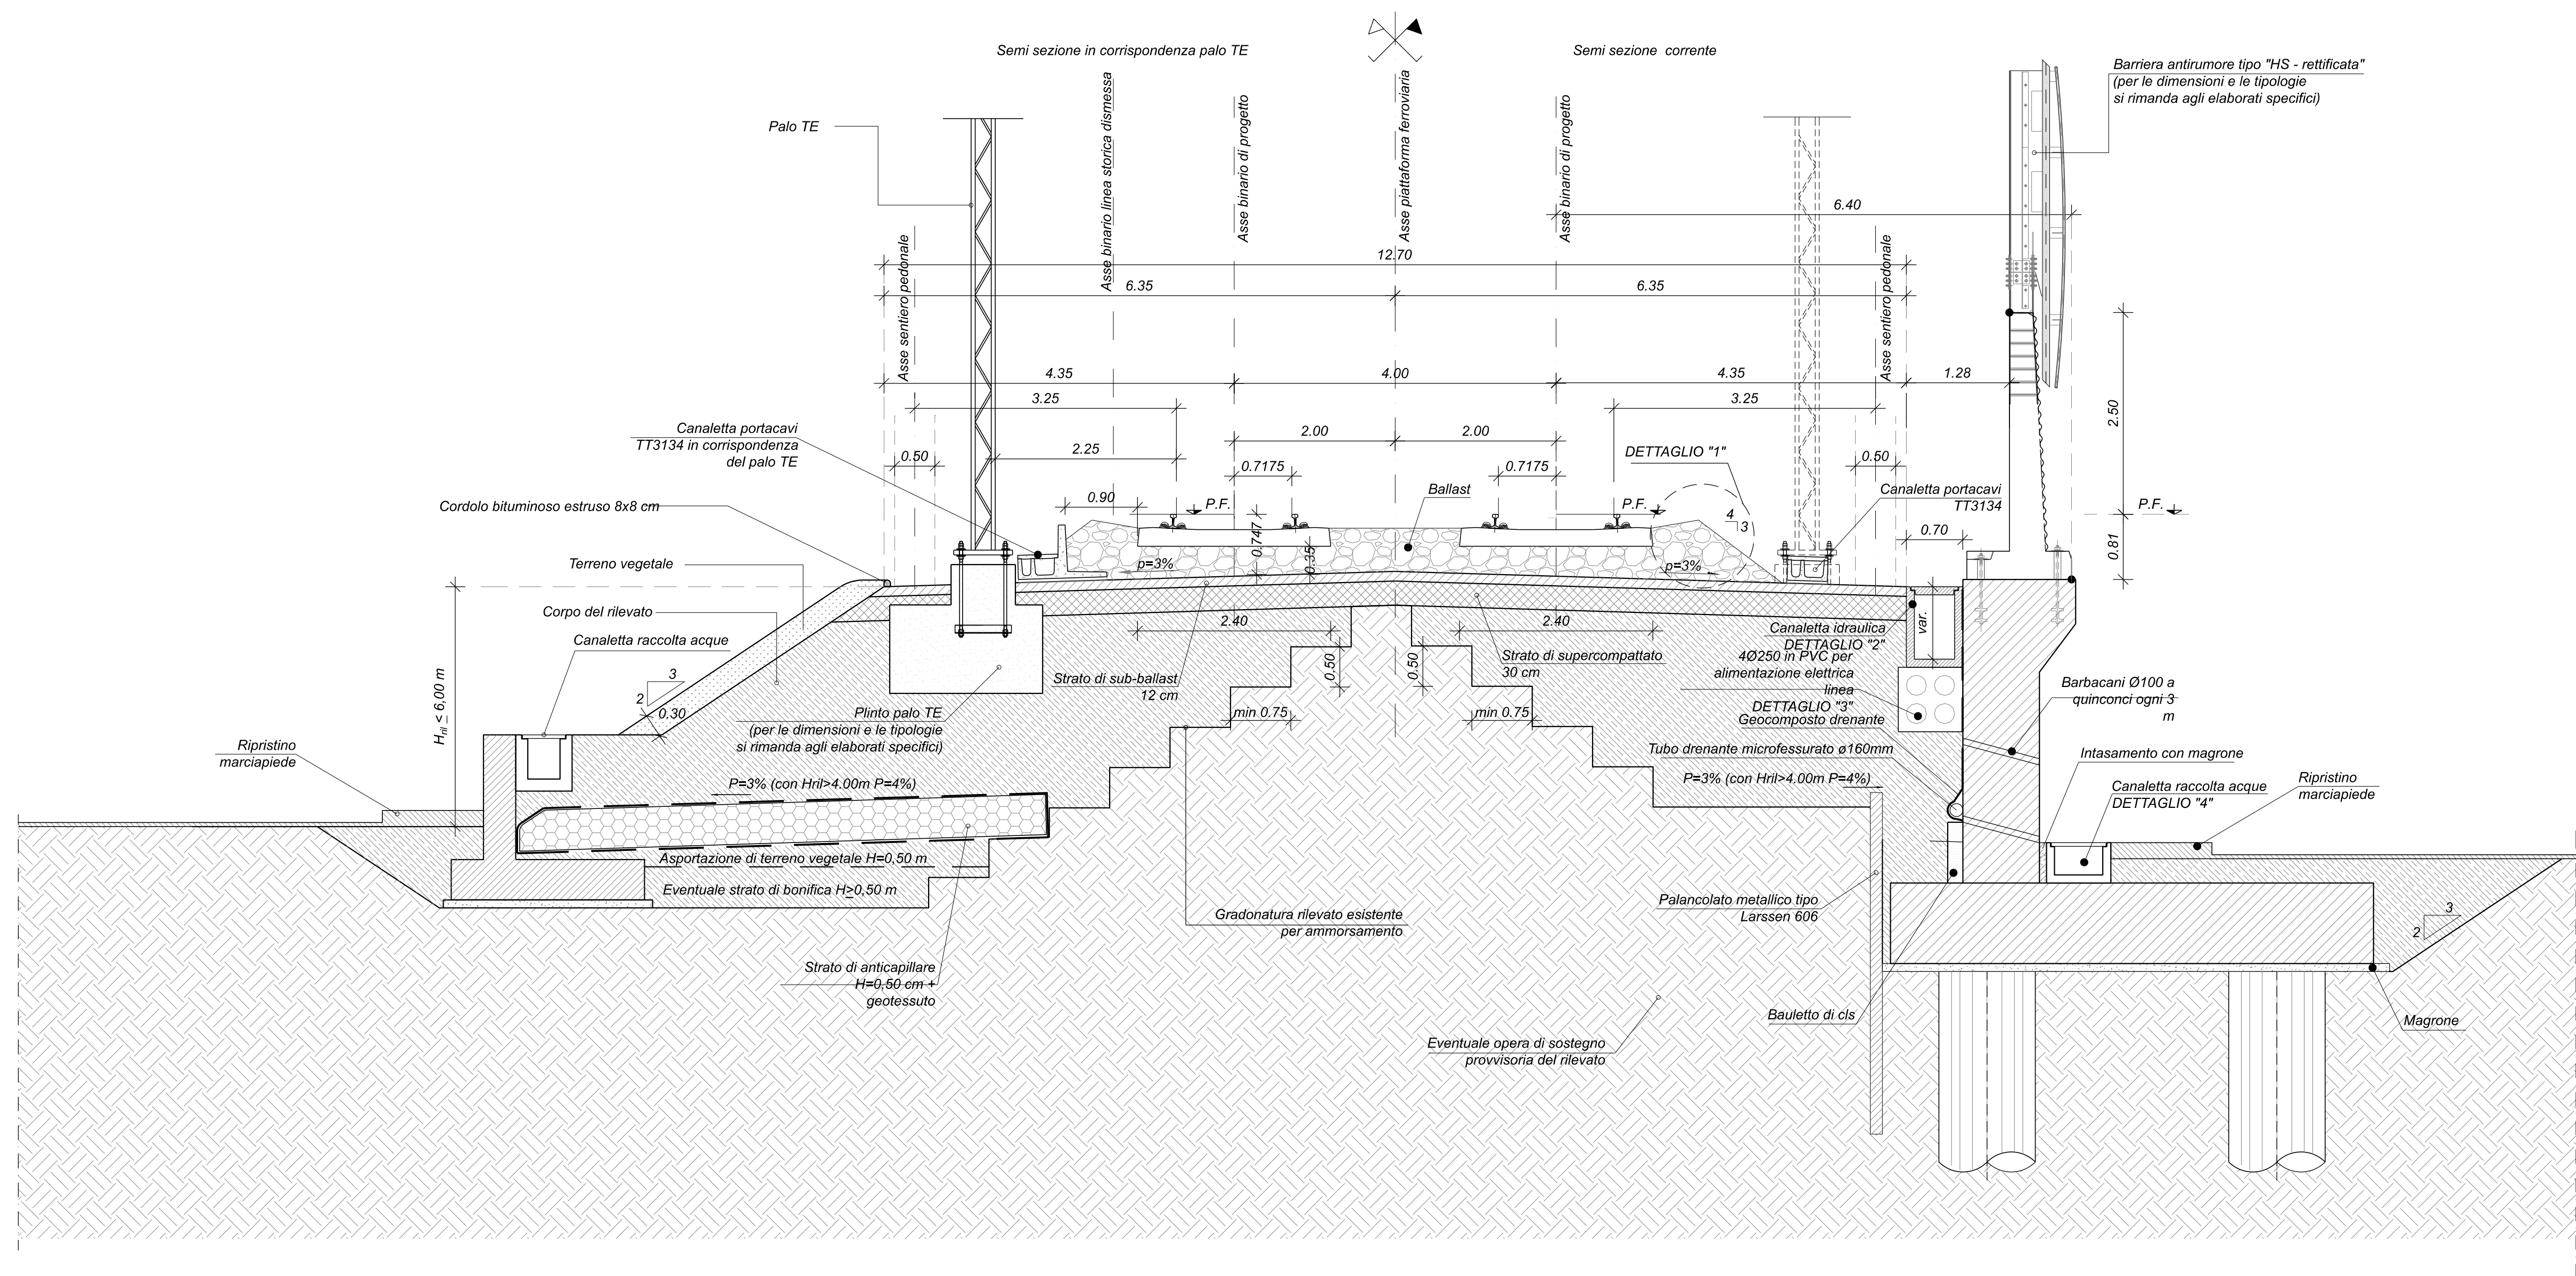 Semi sezione in corrispondenza palo TE
Semi sezione  corrente
Barriera antirumore tipo "HS - rettificata"
(per le dimensioni e le tipologie
si rimanda agli elaborati specifici)
Palo TE
Asse sentiero pedonale
Asse binario linea storica dismessa
Asse binario di progetto
Asse piattaforma ferroviaria
Asse binario di progetto
Asse sentiero pedonale
6.40
12.70
6.35
6.35
4.35
4.00
4.35
1.28
3.25
3.25
2.50
2.00
2.00
Canaletta portacavi
TT3134 in corrispondenza
del palo TE
0.50
2.25
0.7175
0.7175
DETTAGLIO "1"
0.50
0.90
P.F.
Ballast
P.F.
4
3
Canaletta portacavi
TT3134
P.F.
Cordolo bituminoso estruso 8x8 cm
0.747
0.35
0.70
0.81
Terreno vegetale
p=3%
p=3%
Corpo del rilevato
Canaletta raccolta acque
2.40
2.40
var.
Canaletta idraulica
DETTAGLIO "2"
Strato di sub-ballast
12 cm
0.50
0.50
Strato di supercompattato
30 cm
4Ø250 in PVC per
alimentazione elettrica
linea
DETTAGLIO "3"
3
2
0.30
Hril < 6,00 m
Plinto palo TE
(per le dimensioni e le tipologie
si rimanda agli elaborati specifici)
min 0.75
min 0.75
Geocomposto drenante
Barbacani Ø100 a
quinconci ogni 3
m
Ripristino
marciapiede
Tubo drenante microfessurato ø160mm
Intasamento con magrone
P=3% (con Hril>4.00m P=4%)
P=3% (con Hril>4.00m P=4%)
Canaletta raccolta acque
DETTAGLIO "4"
Ripristino
marciapiede
Asportazione di terreno vegetale H=0,50 m
Eventuale strato di bonifica H≥0,50 m
Gradonatura rilevato esistente
per ammorsamento
Palancolato metallico tipo
Larssen 606
3
2
Strato di anticapillare
H=0,50 cm +
geotessuto
Bauletto di cls
Magrone
Eventuale opera di sostegno
provvisoria del rilevato